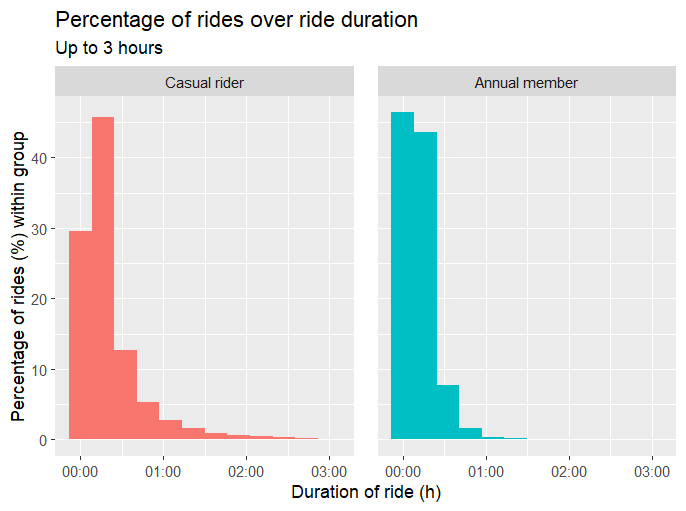 Percentage of rides over ride duration
Up to 3 hours
Casual rider
Annual member
Percentage of rides (%) within group
40
30
20
10
0
00:00 01:00 02:00 03:00
00:00 01:00 02:00 03:00
Duration of ride (h)